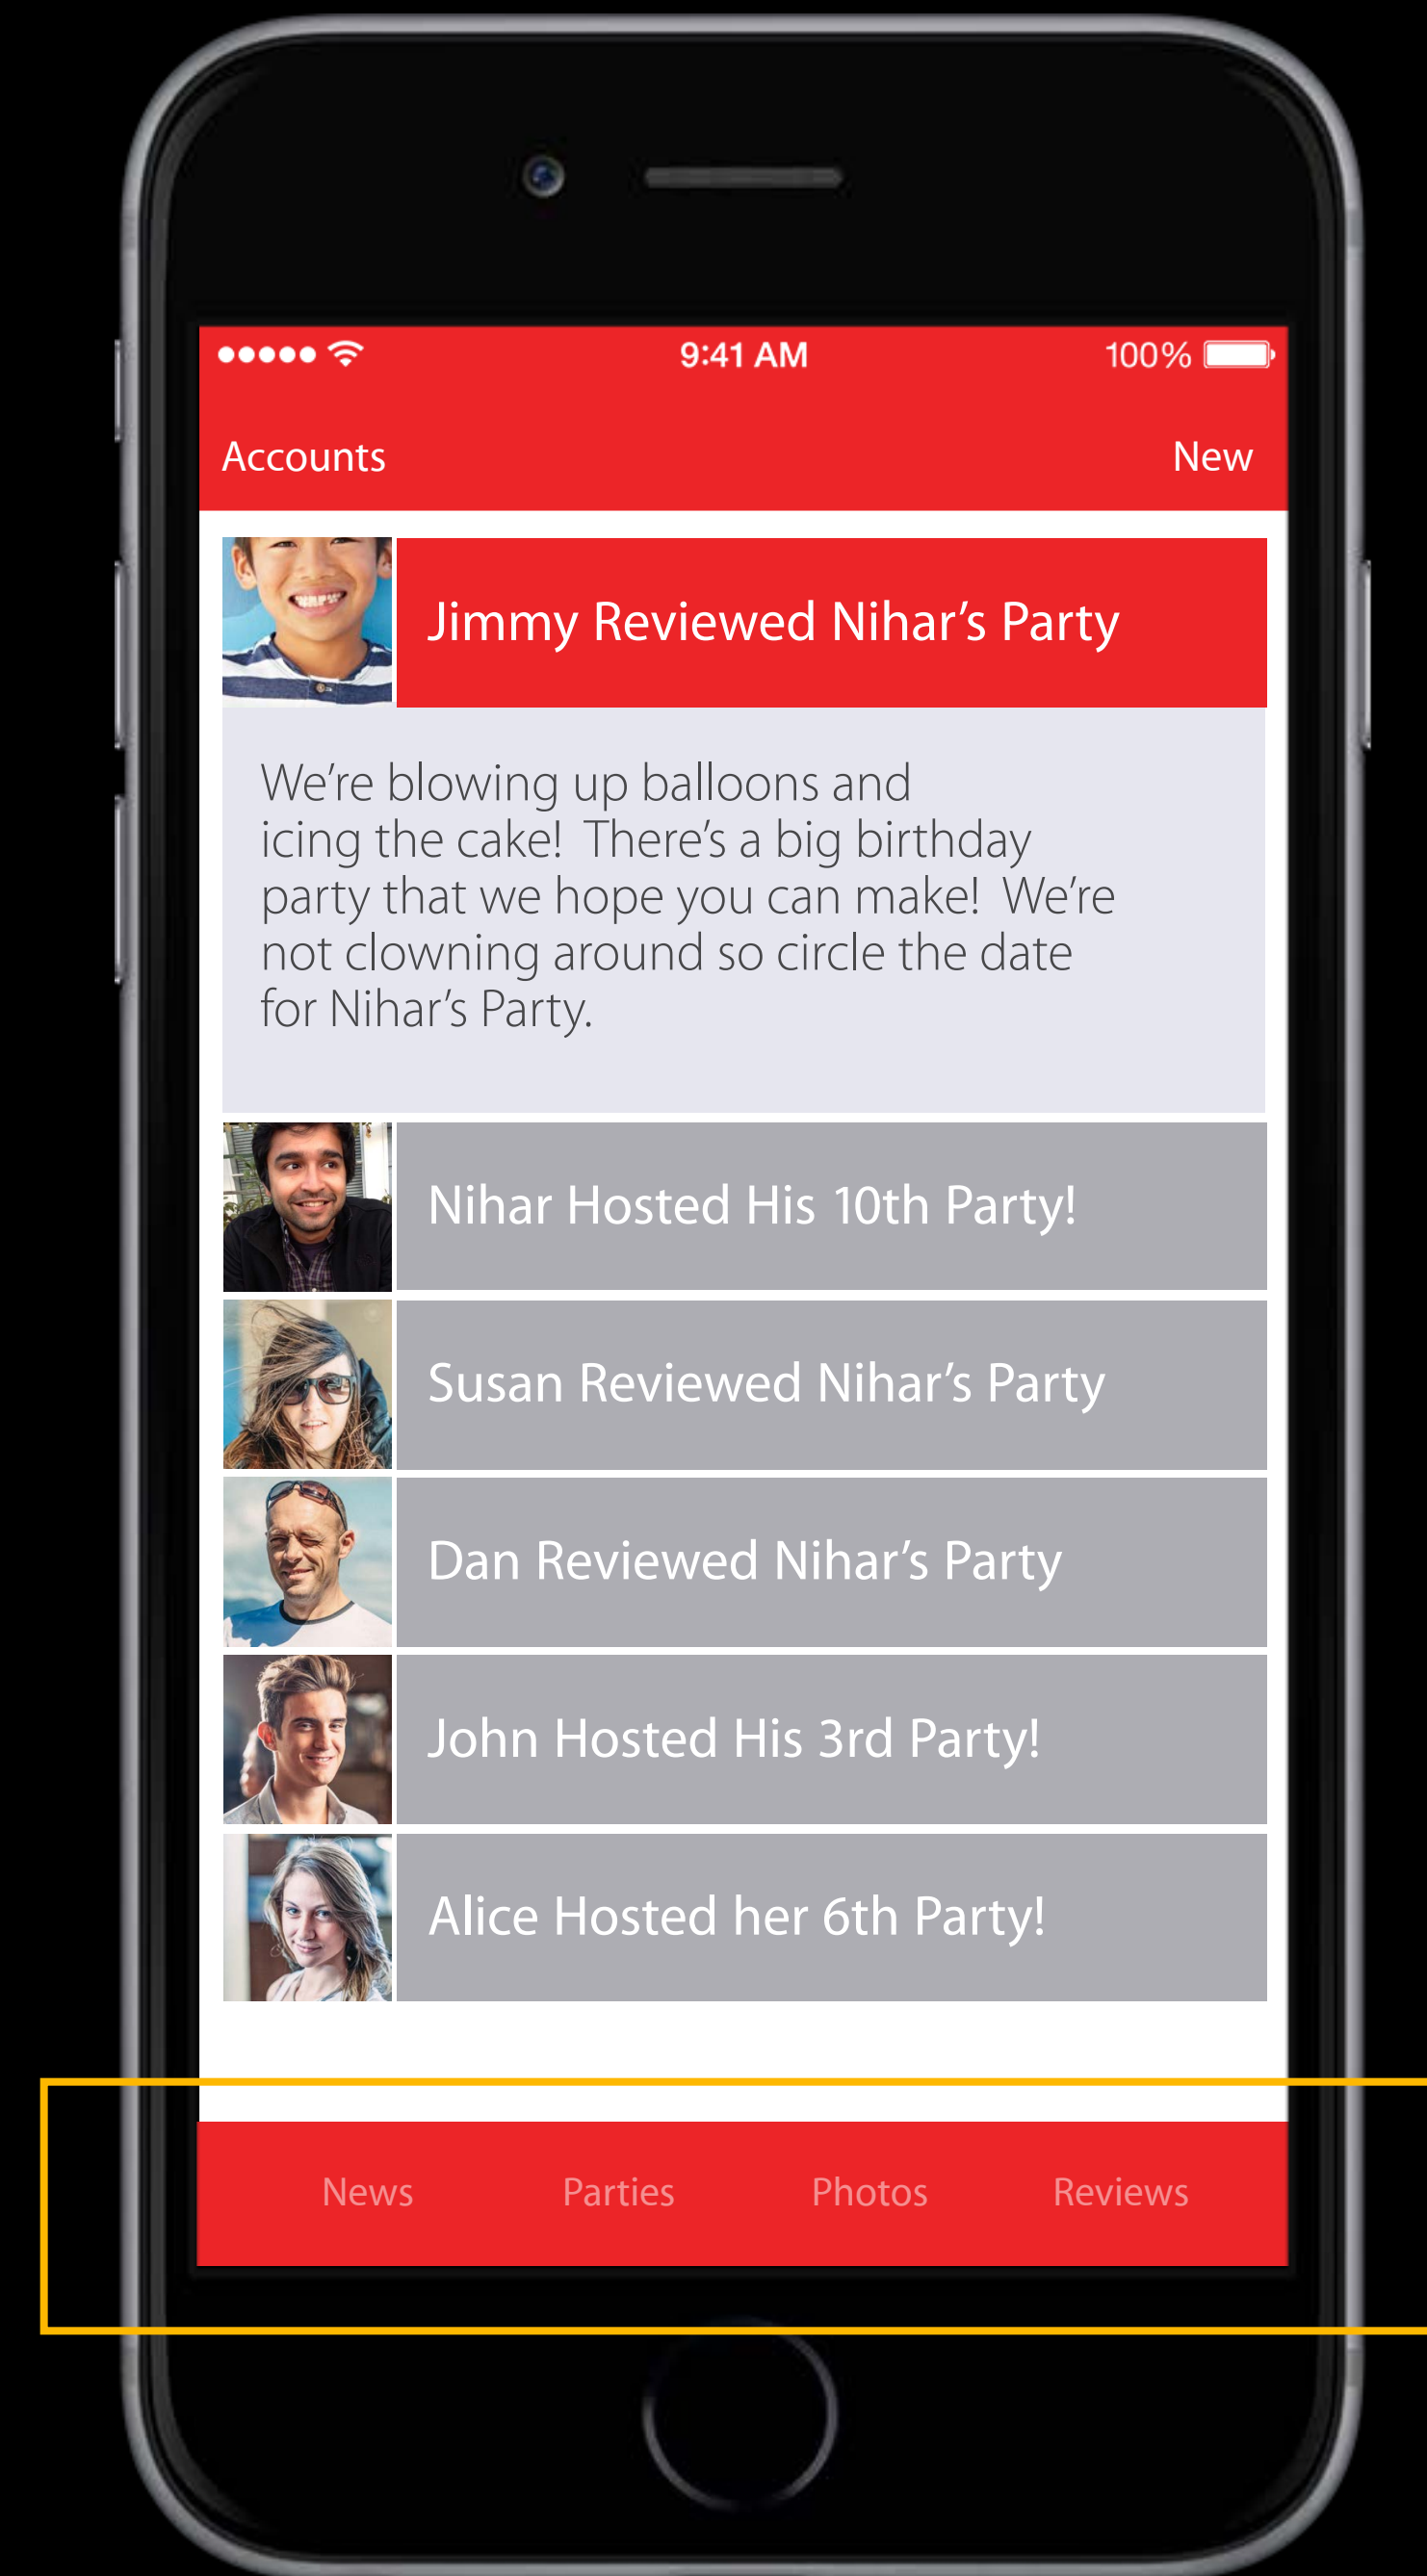 9:41 AM 100%
Accounts New
Jimmy Reviewed Nihar’s Party
We’re blowing up balloons and
icing the cake!  There’s a big birthday
party that we hope you can make!  We’re
not clowning around so circle the date
for Nihar’s Party.
Nihar Hosted His 10th Party!
Susan Reviewed Nihar’s Party
Dan Reviewed Nihar’s Party
John Hosted His 3rd Party!
Alice Hosted her 6th Party!
News Parties Photos Reviews